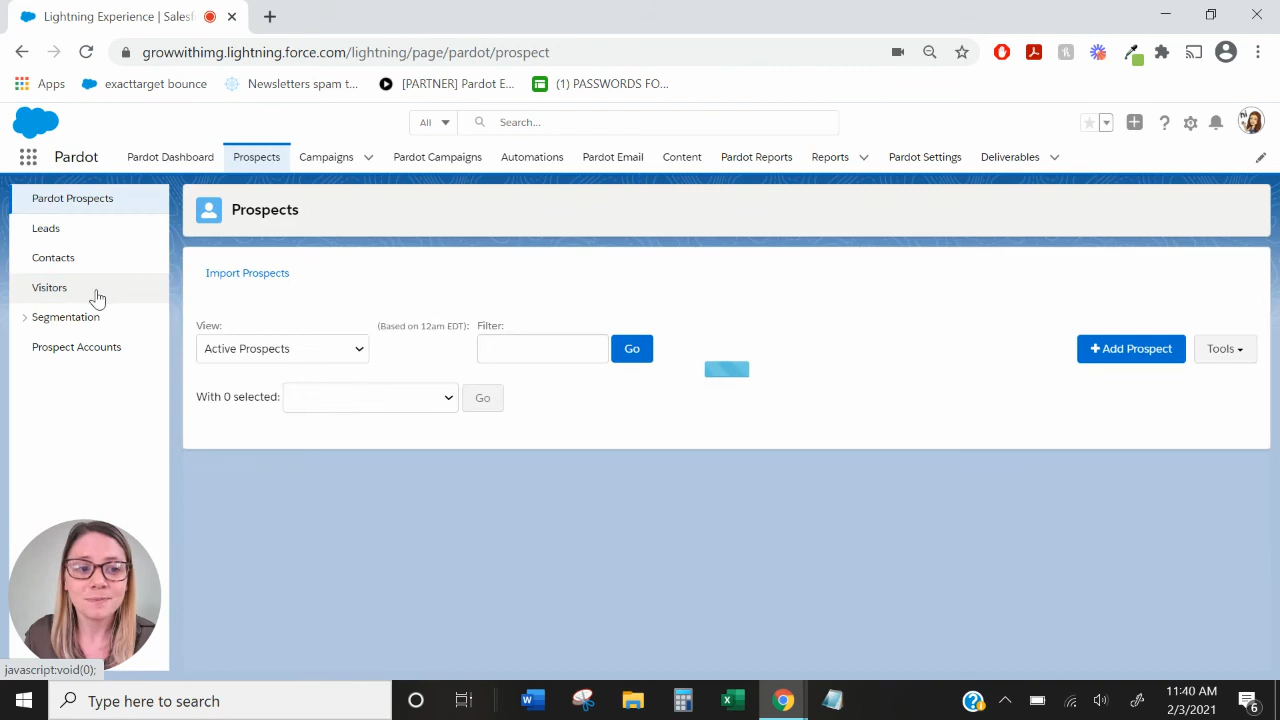 Lightning Experience | Salesf
growwithimg.lightning.force.com/lightning/page/pardot/prospect
Apps
exacttarget bounce
Newsletters spam t...
[PARTNER] Pardot E...
(1) PASSWORDS FO...
All
Search...
Pardot
Pardot Dashboard
Prospects
Campaigns
Pardot Campaigns
Automations
Pardot Email
Content
Pardot Reports
Reports
Pardot Settings
Deliverables
Pardot Prospects
Leads
Contacts
Visitors
Segmentation
Prospect Accounts
Prospects
Import Prospects
View:
(Based on 12am EDT):
Filter:
Active Prospects
Go
+ Add Prospect
Tools
With 0 selected:
Go
javascript:void(0);
Type here to search
11:40 AM
2/3/2021
6